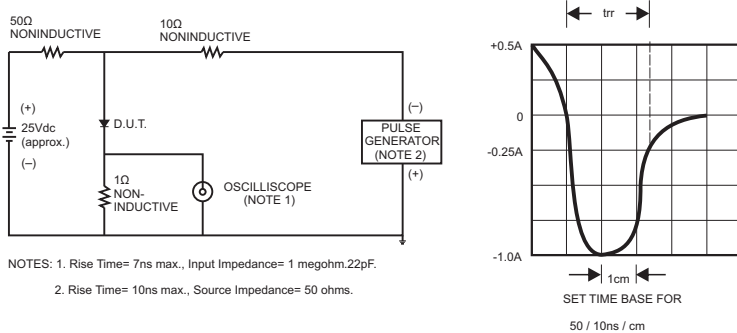 50Ω
NONINDUCTIVE
10Ω
NONINDUCTIVE
(+)
25Vdc
(approx.)
(–)
D.U.T.
1Ω
NON-
INDUCTIVE
OSCILLISCOPE
(NOTE 1)
(–)
PULSE
GENERATOR
(NOTE 2)
(+)
NOTES: 1. Rise Time= 7ns max., Input Impedance= 1 megohm.22pF.
2. Rise Time= 10ns max., Source Impedance= 50 ohms.
trr
+0.5A
0
-0.25A
-1.0A
1cm
SET TIME BASE FOR
50 / 10ns / cm